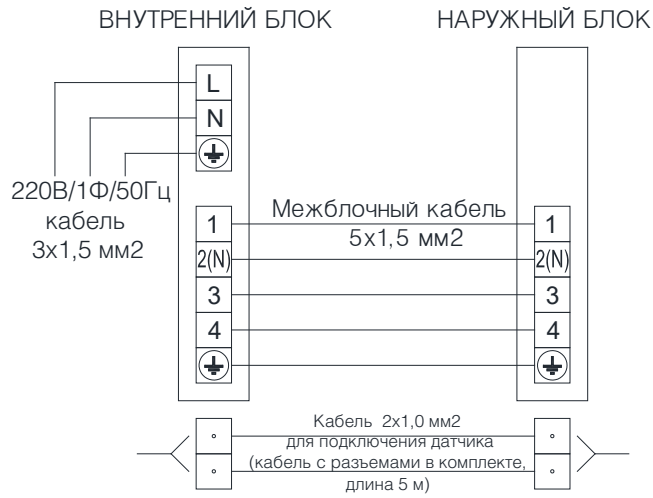 ВНУТРЕННИЙ БЛОК
НАРУЖНЫЙ БЛОК
L
N
220В/1Ф/50Гц
кабель
3х1,5 мм2
Межблочный кабель
5х1,5 мм2
1
2(N)
3
4
1
2(N)
3
4
Кабель 2х1,0 мм2
для подключения датчика
(кабель с разъемами в комплекте,
длина 5 м)